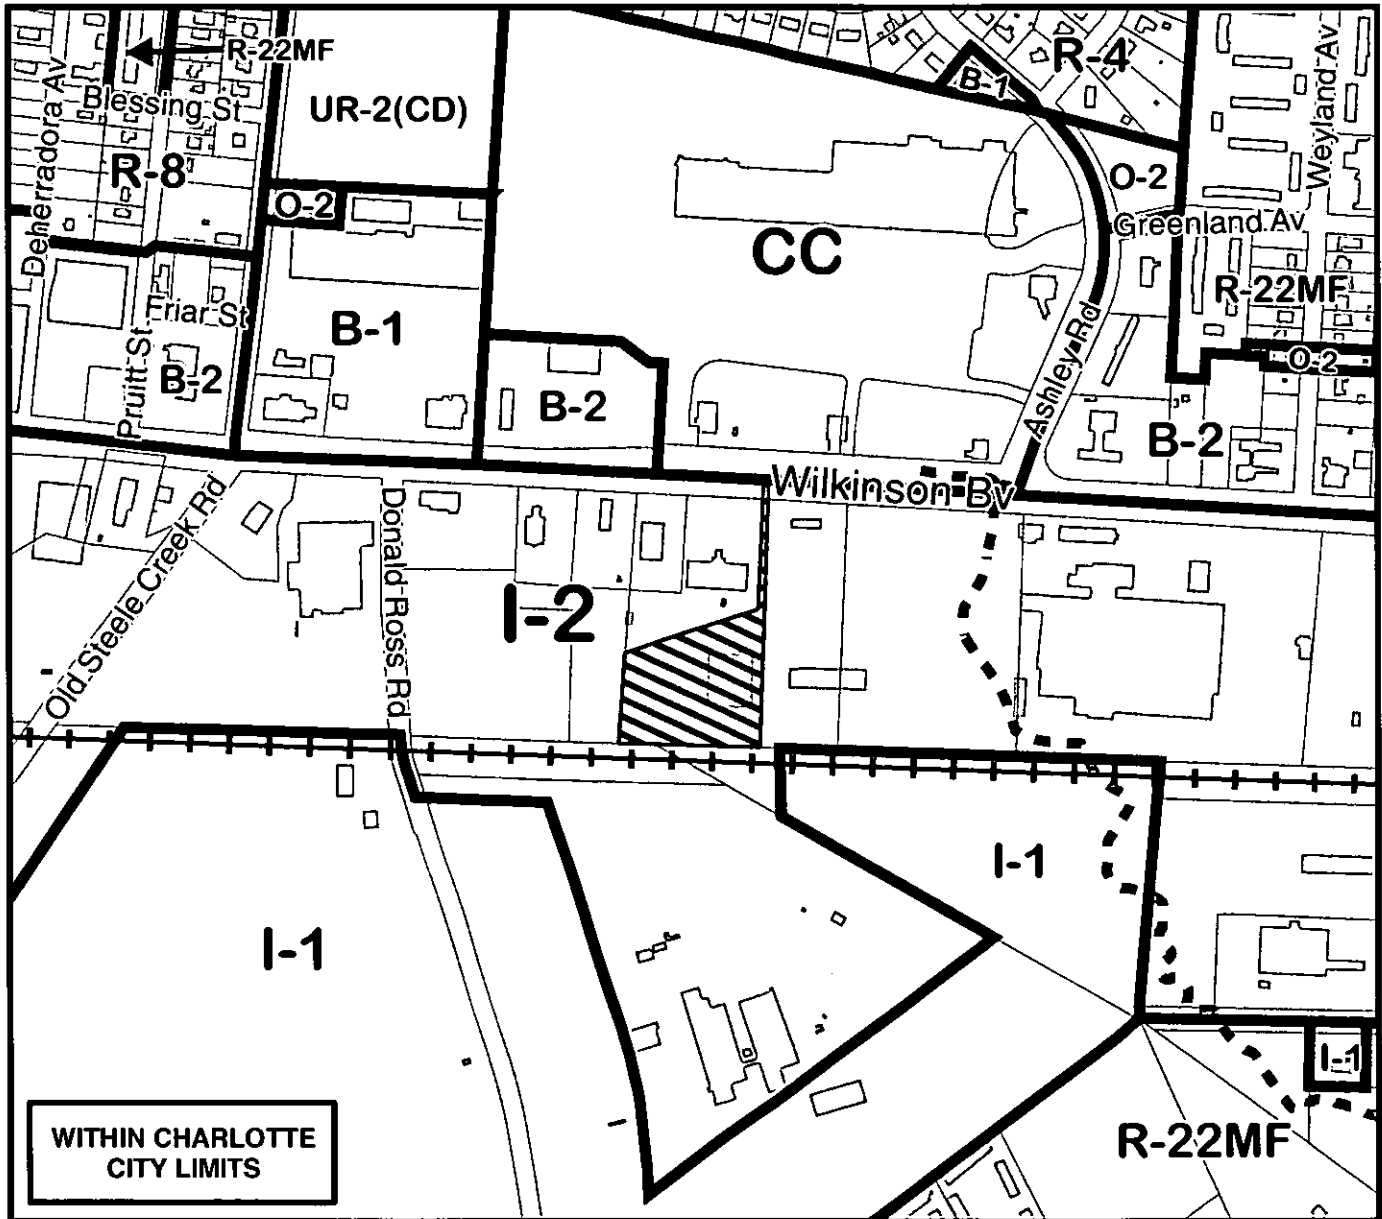 R-22MF
R-4
Weyland Av
B-1
Deherradora Av
Blessing St
UR-2(CD)
R-8
O-2
O-2
Greenland Av
CC
R-22MF
Friar St
B-1
Ashley Rd
O-2
Pruitt St
B-2
B-2
B-2
Wilkinson Bv
Old Steele Creek Rd
Donald Ross Rd
I-2
I-1
I-1
I-1
R-22MF
WITHIN CHARLOTTE
CITY LIMITS